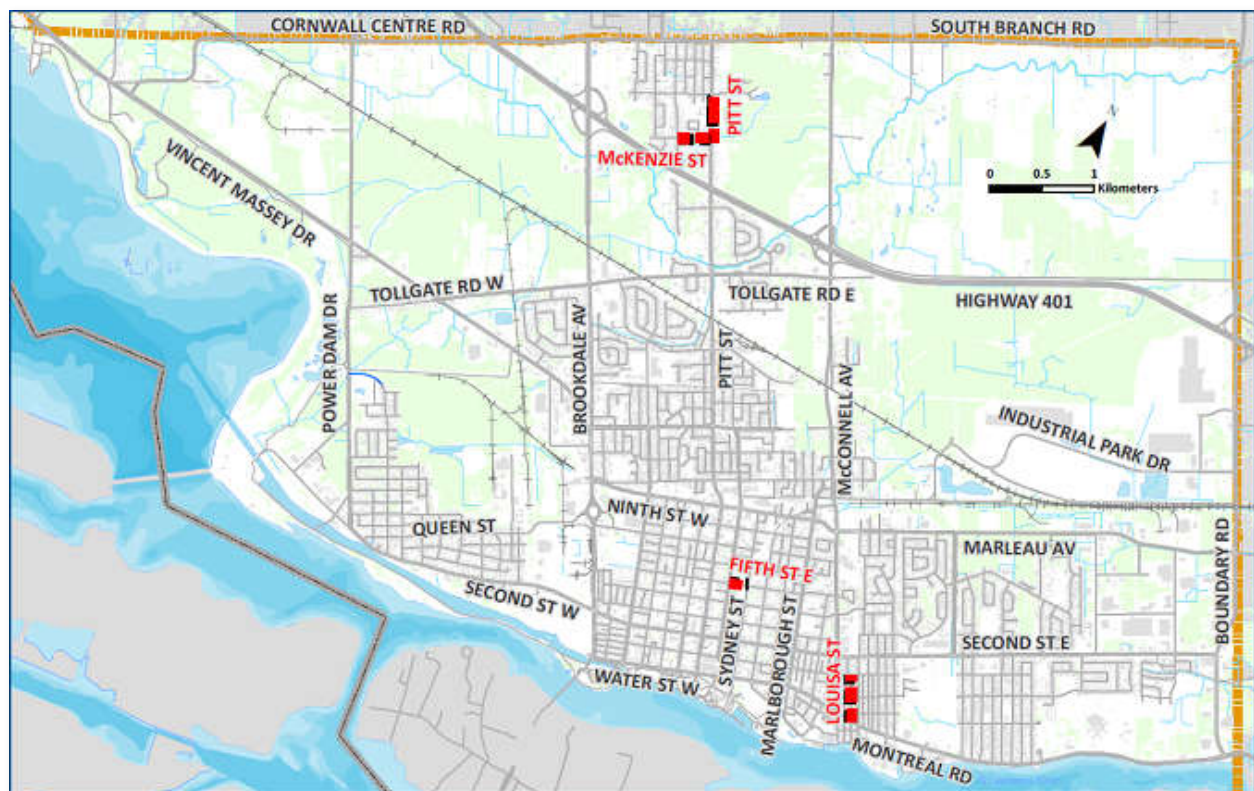 CORNWALL CENTRE RD
SOUTH BRANCH RD
PITT ST
N
McKENZIE ST
0 0.5 1
Kilometers
VINCENT MASSEY DR
TOLLGATE RD W
TOLLGATE RD E
HIGHWAY 401
POWER DAM DR
BROOKDALE AV
PITT ST
McCONNELL AV
INDUSTRIAL PARK DR
QUEEN ST
NINTH ST W
MARLEAU AV
BOUNDARY RD
FIFTH ST E
SECOND ST W
SYDNEY ST
MARLBOROUGH ST
LOUISA ST
SECOND ST E
WATER ST W
MONTREAL RD